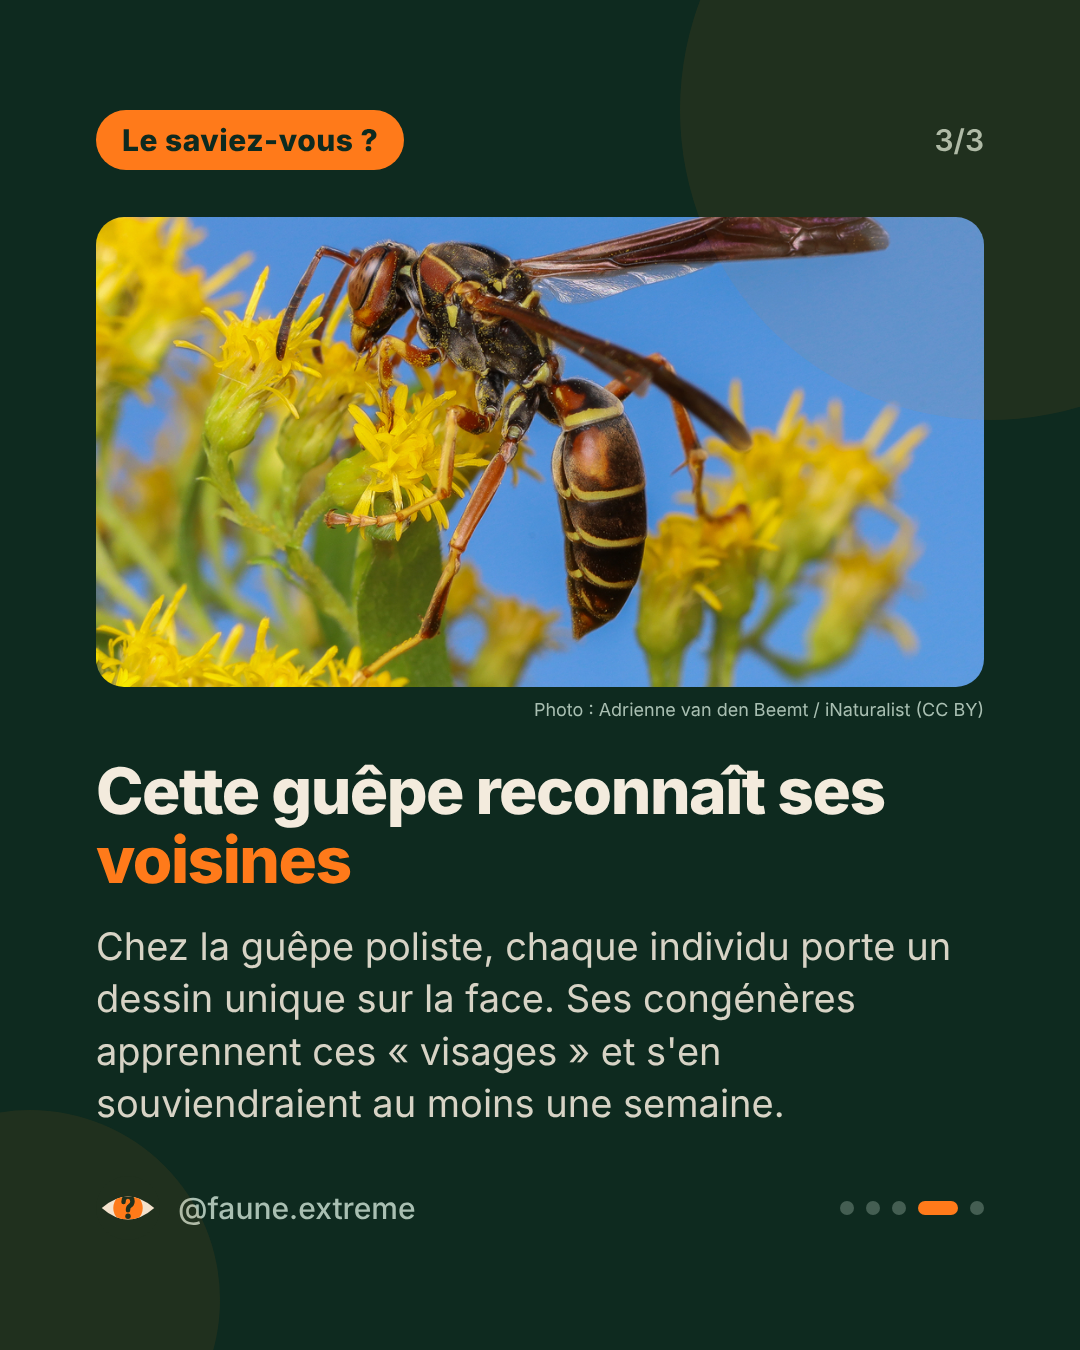 Le saviez-vous ?
3/3
Photo : Adrienne van den Beemt / iNaturalist (CC BY)
Cette guêpe reconnaît ses
voisines
Chez la guêpe poliste, chaque individu porte un
dessin unique sur la face. Ses congénères
apprennent ces « visages » et s'en
souviendraient au moins une semaine.
?
@faune.extreme